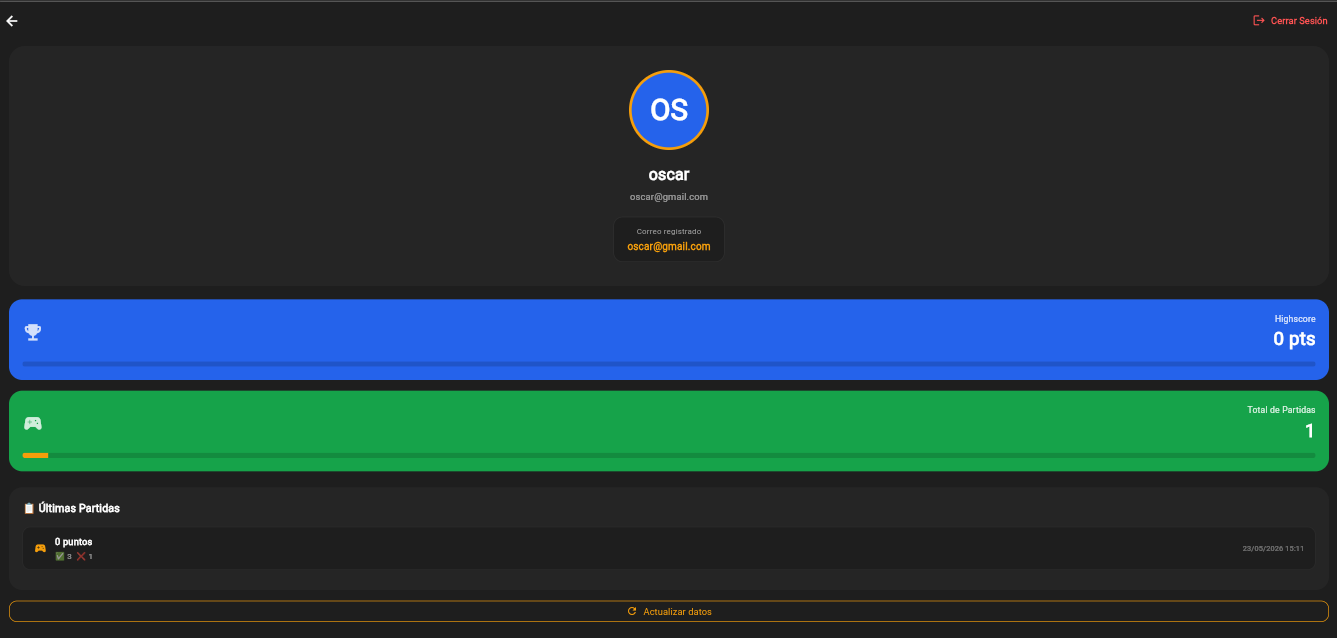 Cerrar Sesión
OS
oscar
oscar@gmail.com
Correo registrado
oscar@gmail.com
Highscore
0 pts
Total de Partidas
1
📋 Últimas Partidas
0 puntos
✅ 3 ❌ 1
23/05/2026 15:11
Actualizar datos